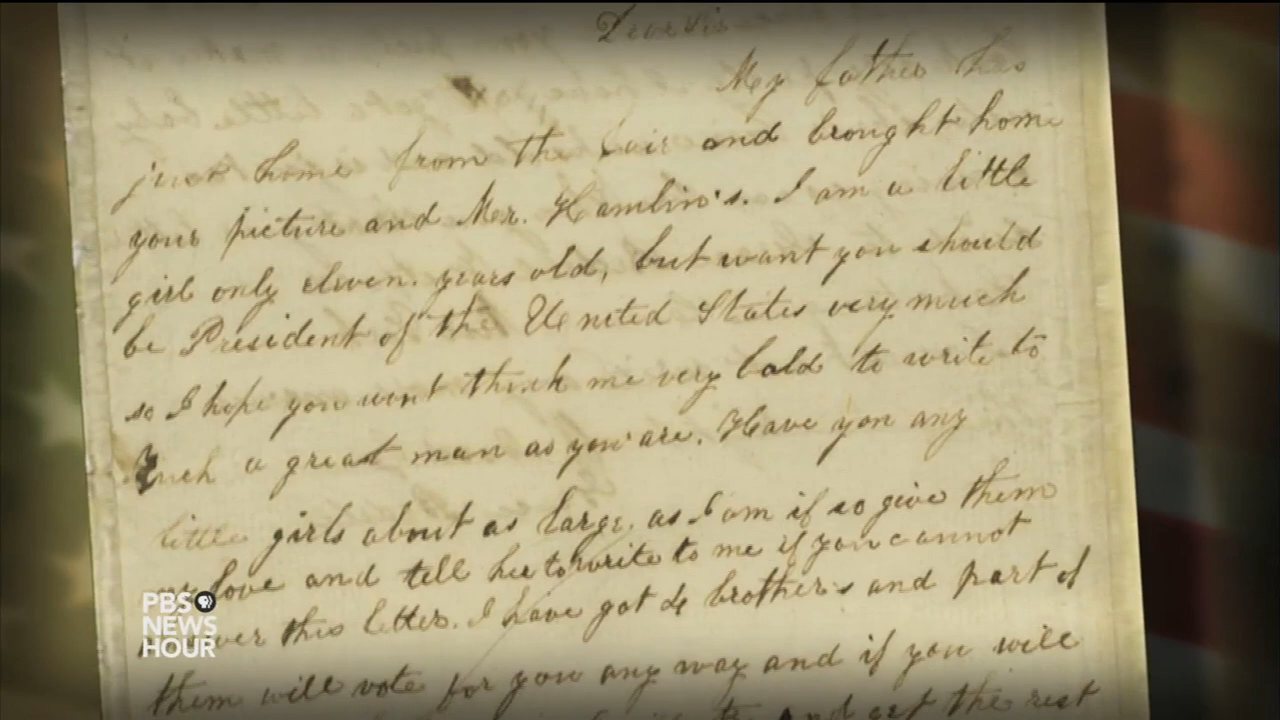 Dear Sir
My father has
just home from the fair and brought home
your picture and Mr. Hamlin's. I am a little
girl only eleven. years old, but want you should
be President of the United States very much
so I hope you wont think me very bold to write to
such a great man as you are. Have you any
little girls about as large as I am if so give them
my love and tell her to write to me if you cannot
answer this letter. I have got 4 brother's and part of
them will vote for you any way and if you will
and get the rest
PBS
NEWS
HOUR